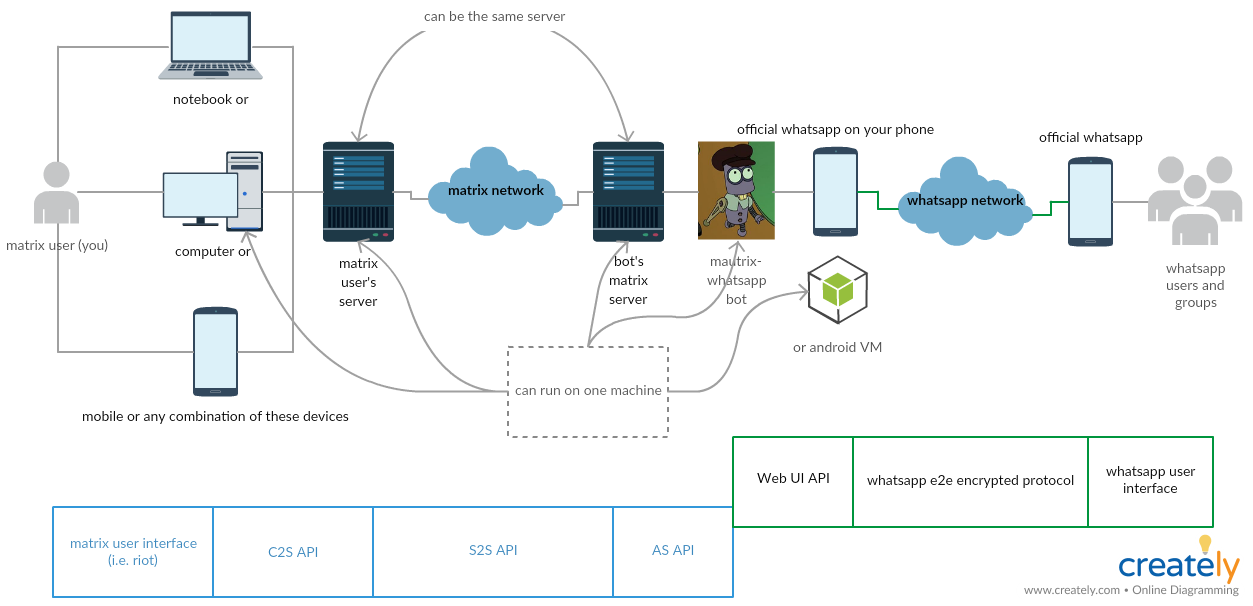 can be the same server
notebook or
official whatsapp on your phone
official whatsapp
matrix network
whatsapp network
matrix user (you)
computer or
matrix
user's
server
bot's
matrix
server
mautrix-
whatsapp
bot
whatsapp
users and
groups
or android VM
can run on one machine
mobile or any combination of these devices
Web UI API
whatsapp e2e encrypted protocol
whatsapp user
interface
matrix user interface
(i.e. riot)
C2S API
S2S API
AS API
creately
www.creately.com • Online Diagramming